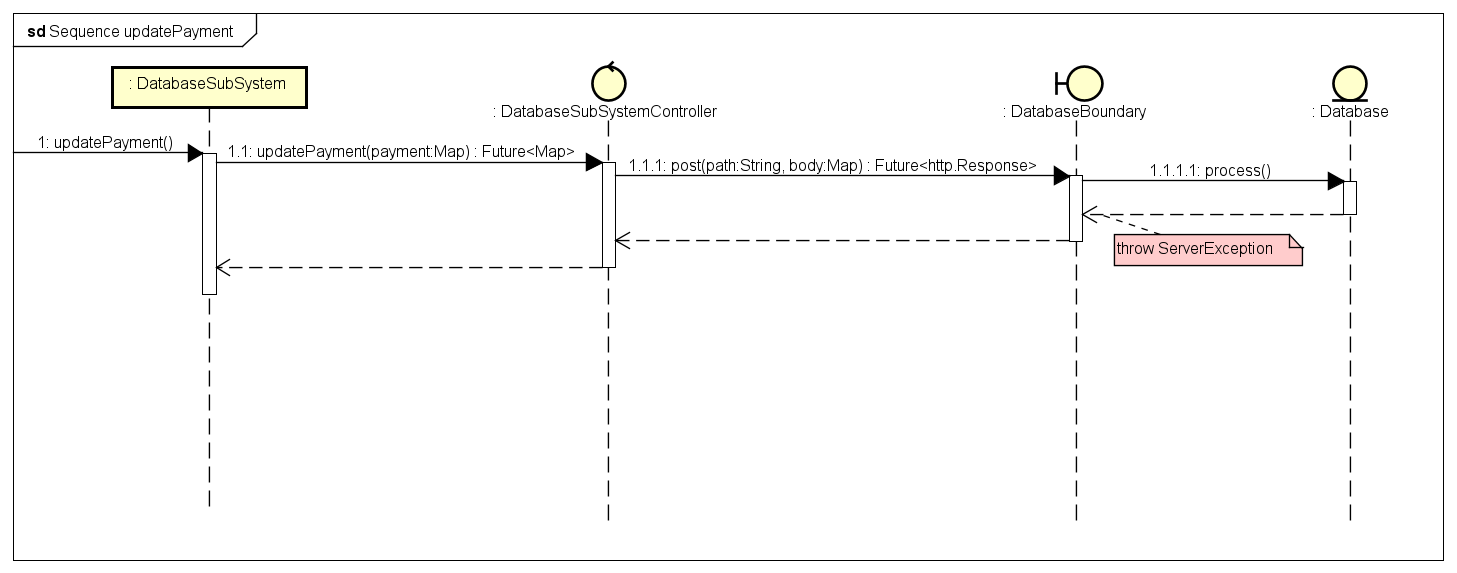 sd Sequence updatePayment
: DatabaseSubSystem
: DatabaseSubSystemController
: DatabaseBoundary
: Database
1: updatePayment()
1.1: updatePayment(payment:Map) : Future<Map>
1.1.1: post(path:String, body:Map) : Future<http.Response>
1.1.1.1: process()
throw ServerException